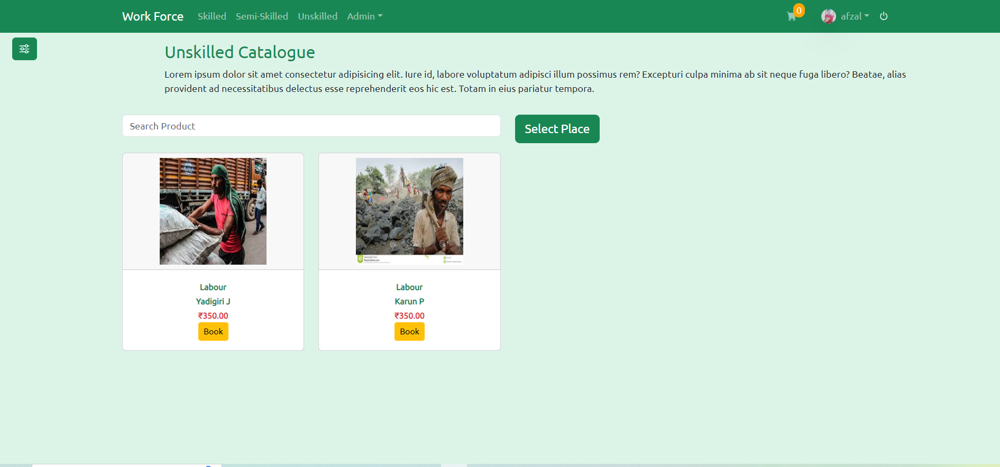 Work Force Skilled Semi-Skilled Unskilled Admin 0 afzal
Unskilled Catalogue
Lorem ipsum dolor sit amet consectetur adipisicing elit. Iure id, labore voluptatum adipisci illum possimus rem? Excepturi culpa minima ab sit neque fuga libero? Beatae, alias
provident ad necessitatibus delectus esse reprehenderit eos hic est. Totam in eius pariatur tempora.
Search Product
Select Place
Labour
Yadigiri J
₹350.00
Book
Labour
Karun P
₹350.00
Book